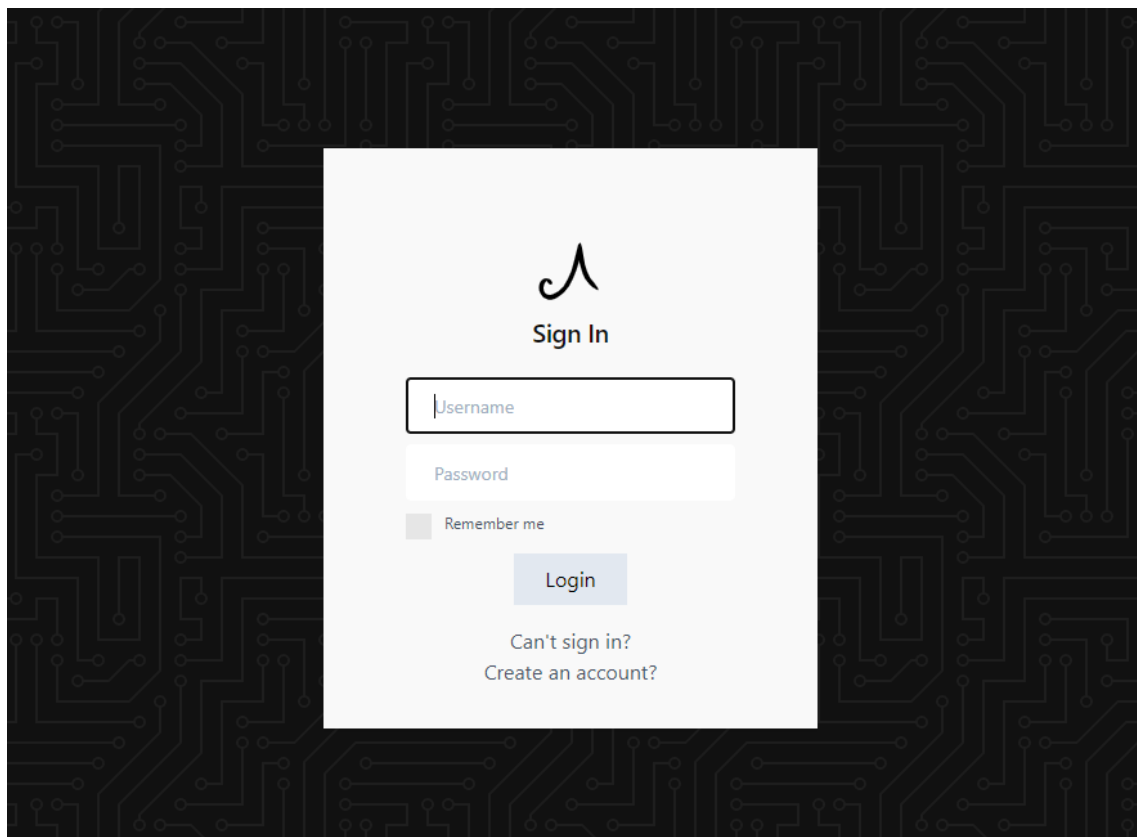 Sign In
Username
Password
Remember me
Login
Can't sign in?
Create an account?